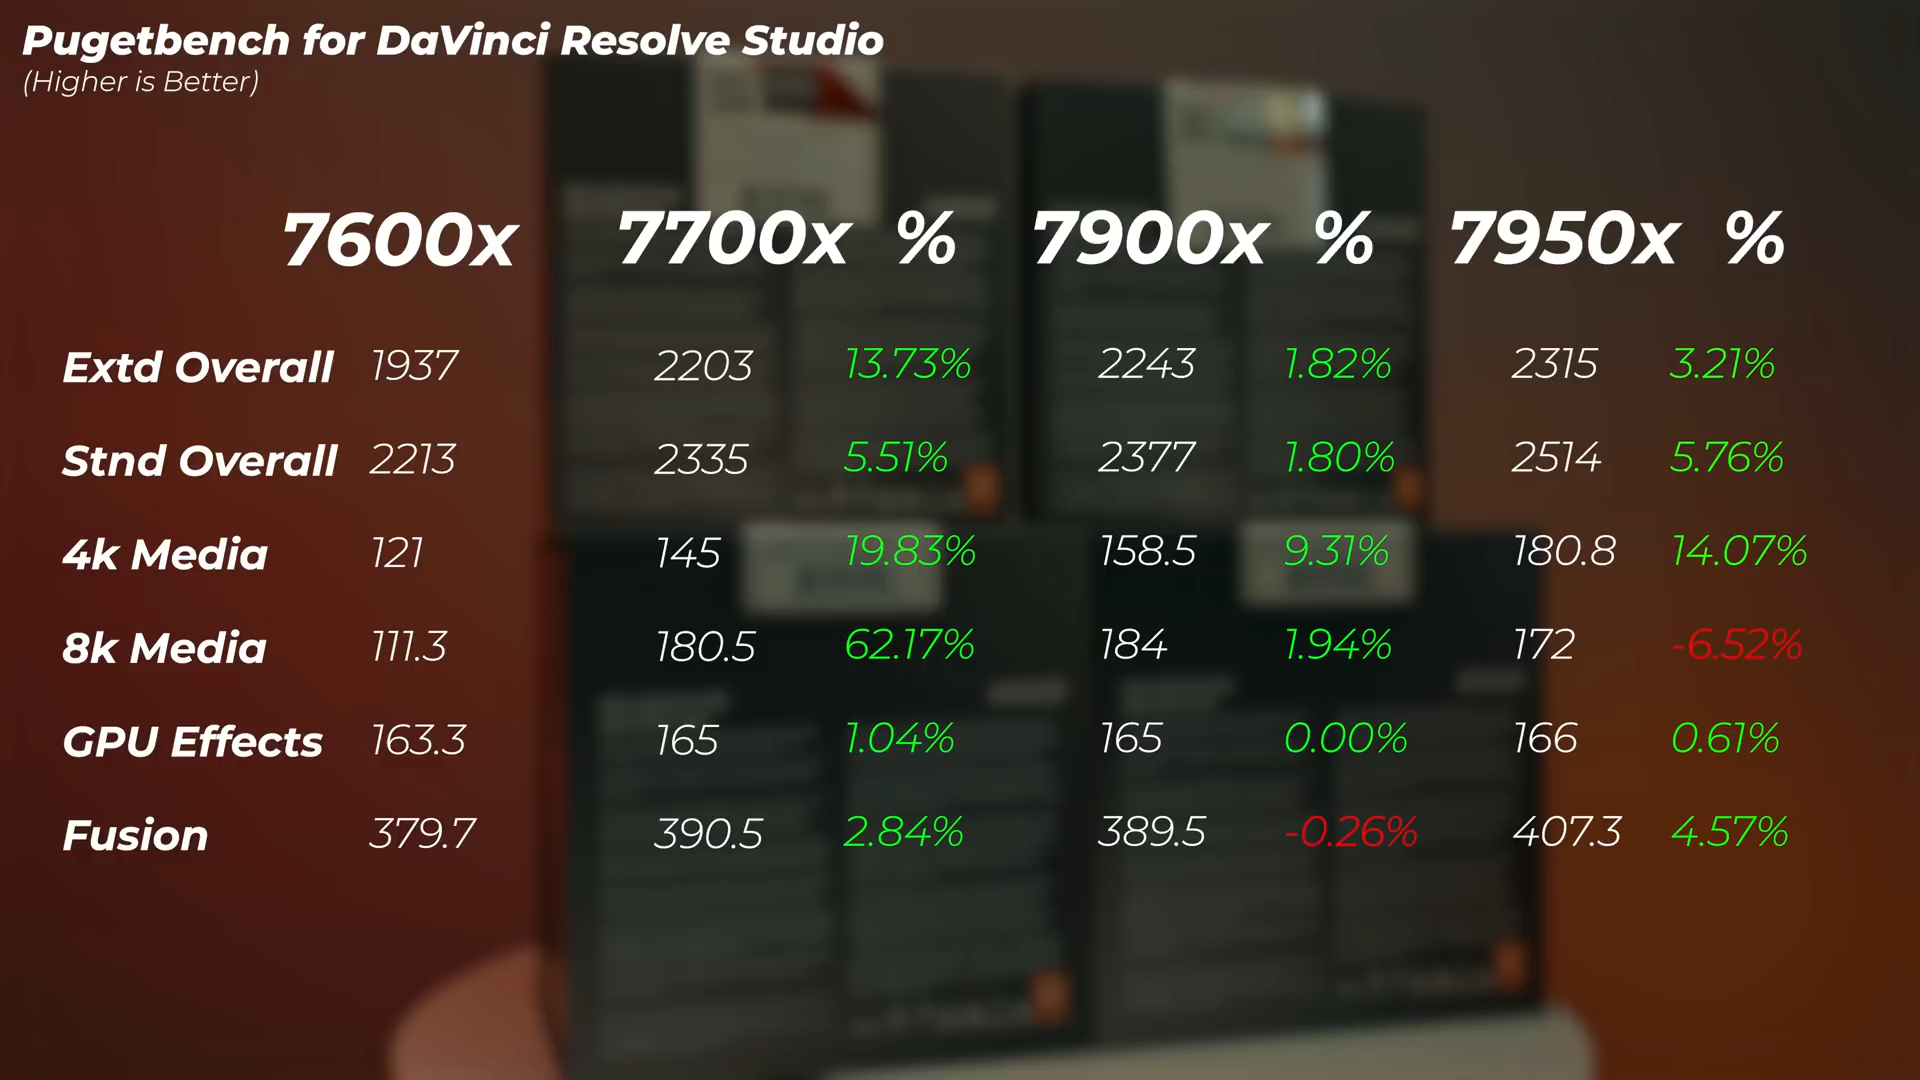 Pugetbench for DaVinci Resolve Studio
(Higher is Better)
7600x 7700x % 7900x % 7950x %
Extd Overall 1937 2203 13.73% 2243 1.82% 2315 3.21%
Stnd Overall 2213 2335 5.51% 2377 1.80% 2514 5.76%
4k Media 121 145 19.83% 158.5 9.31% 180.8 14.07%
8k Media 111.3 180.5 62.17% 184 1.94% 172 -6.52%
GPU Effects 163.3 165 1.04% 165 0.00% 166 0.61%
Fusion 379.7 390.5 2.84% 389.5 -0.26% 407.3 4.57%